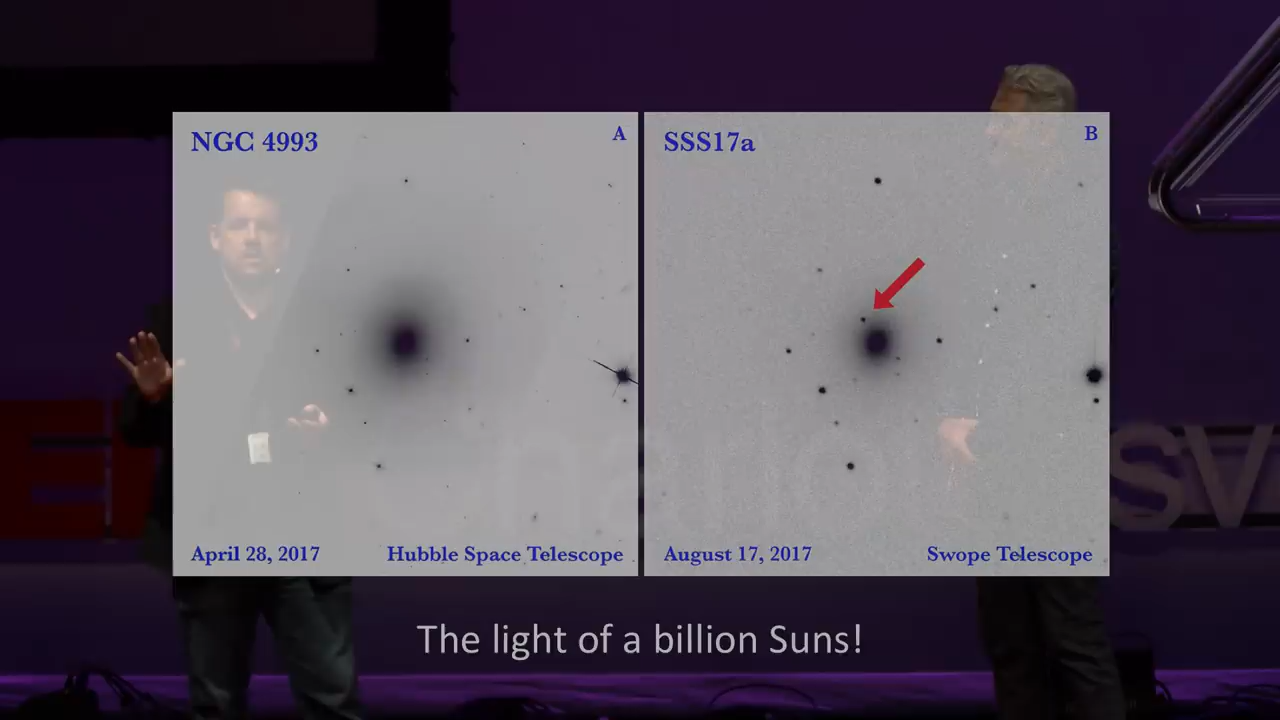 NGC 4993
A
SSS17a
B
April 28, 2017
Hubble Space Telescope
August 17, 2017
Swope Telescope
The light of a billion Suns!